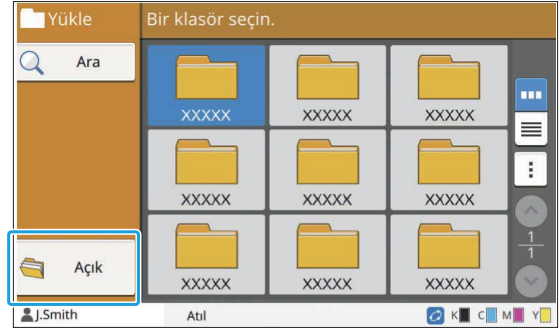 Yükle
Bir klasör seçin.
Ara
XXXXX XXXXX XXXXX
XXXXX XXXXX XXXXX
1
1
Açık
XXXXX XXXXX XXXXX
J.Smith
Atıl
K C M Y